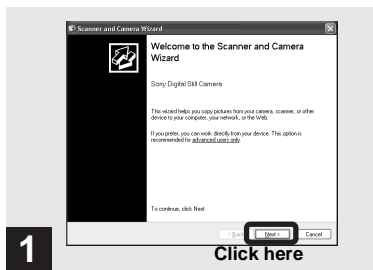 Scanner and Camera Wizard
Welcome to the Scanner and Camera
Wizard
Sony Digital Still Camera
This wizard helps you copy pictures from your camera, scanner, or other
device to your computer, your network, or the Web.
If you prefer, you can work directly from your device. This option is
recommended for advanced users only.
To continue, click Next.
< Back Next > Cancel
1 Click here